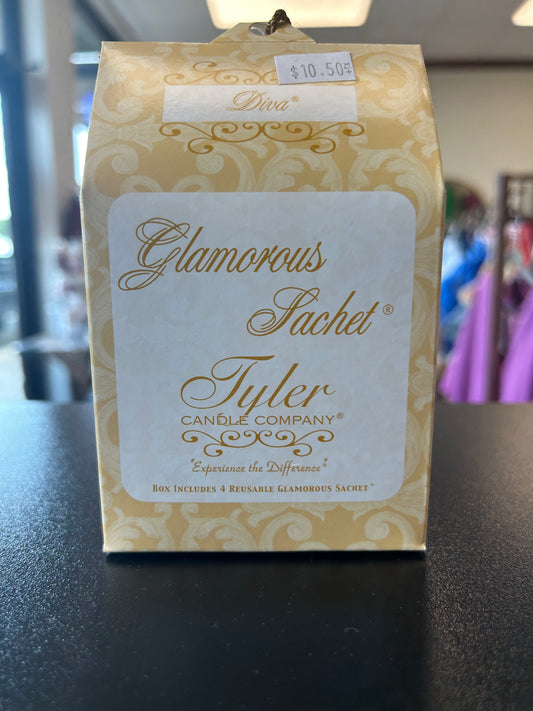 $10.50
Diva®
Glamorous
Sachet®
Tyler
CANDLE COMPANY®
"Experience the Difference"®
BOX INCLUDES 4 REUSABLE GLAMOROUS SACHET®